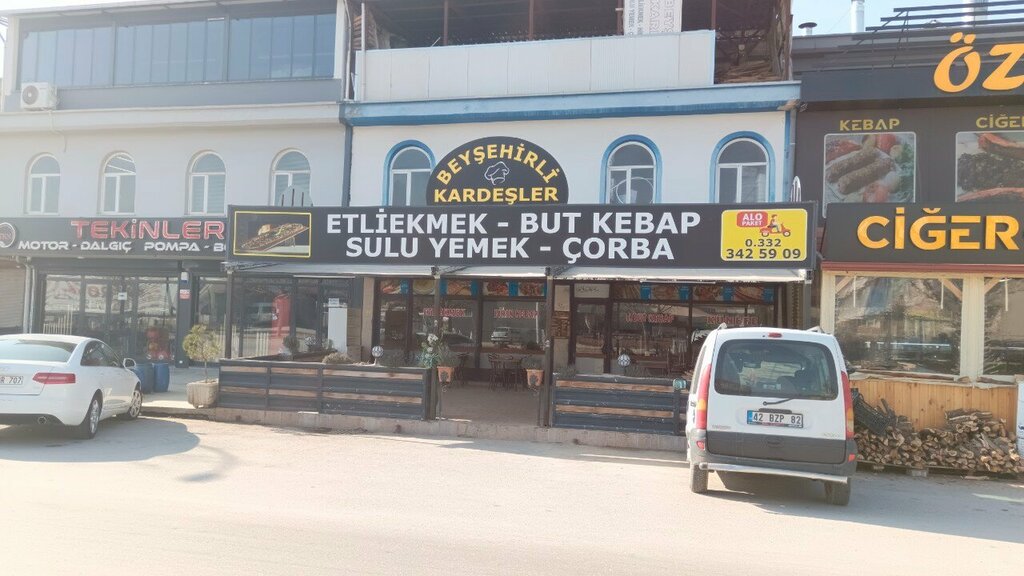 BEYŞEHİRLİ
KARDEŞLER
ETLİEKMEK - BUT KEBAP
SULU YEMEK - ÇORBA
ALO
PAKET
0.332
342 59 09
TEKİNLER
MOTOR - DALGIÇ POMPA -
ÖZ
KEBAP
CİĞER
CİĞER
42 BZP 82
707